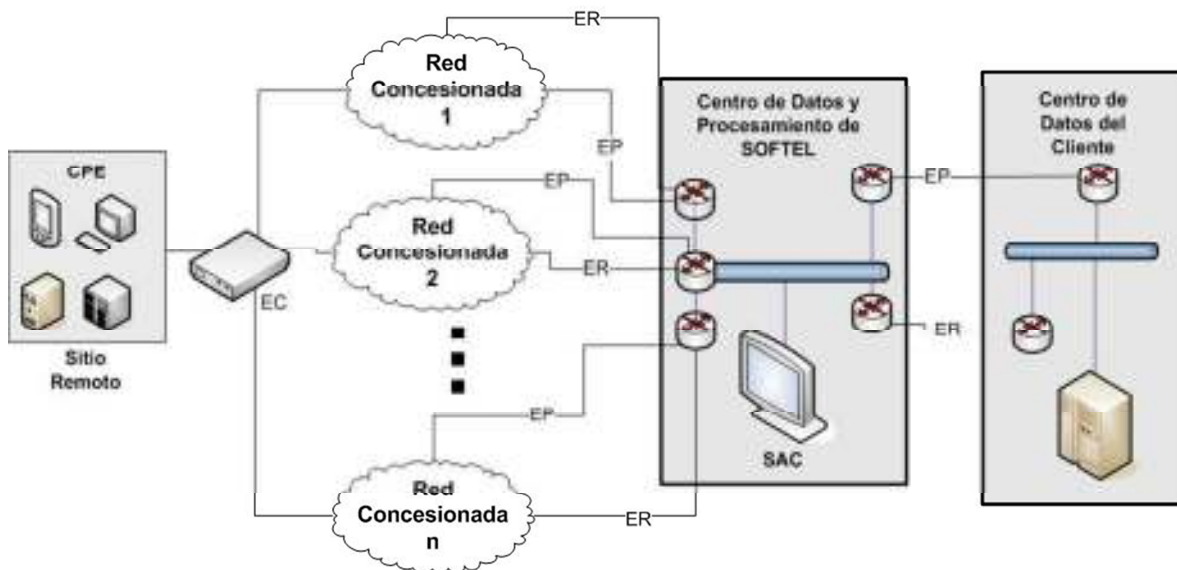 ER
Red
Concesionada
1
EP
CPE
Sitio
Remoto
EC
EP
Red
Concesionada
2
ER
EP
Red
Concesionada
n
ER
Centro de Datos y
Procesamiento de
SOFTEL
SAC
EP
ER
Centro de
Datos del
Cliente